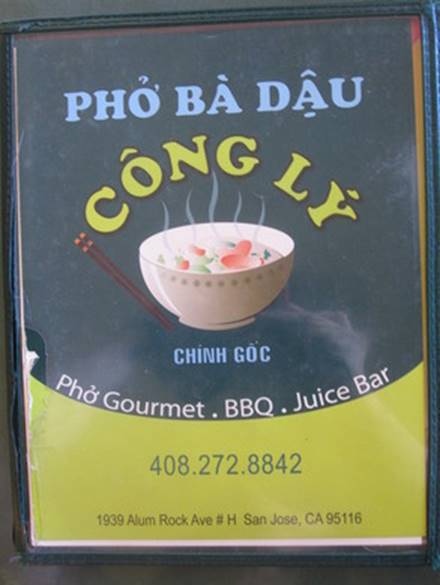 PHỞ BÀ DẬU
CÔNG LÝ
CHÍNH GỐC
Phở Gourmet . BBQ . Juice Bar
408.272.8842
1939 Alum Rock Ave # H San Jose, CA 95116